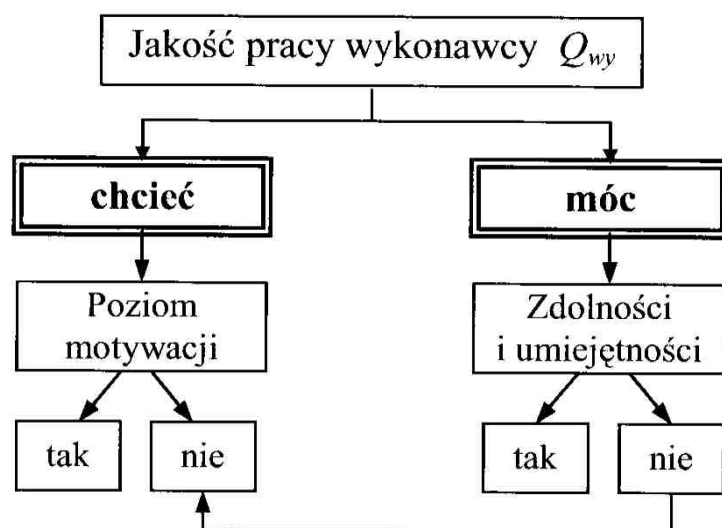 Jakość pracy wykonawcy Q_wy
chcieć
móc
Poziom
motywacji
Zdolności
i umiejętności
tak
nie
tak
nie